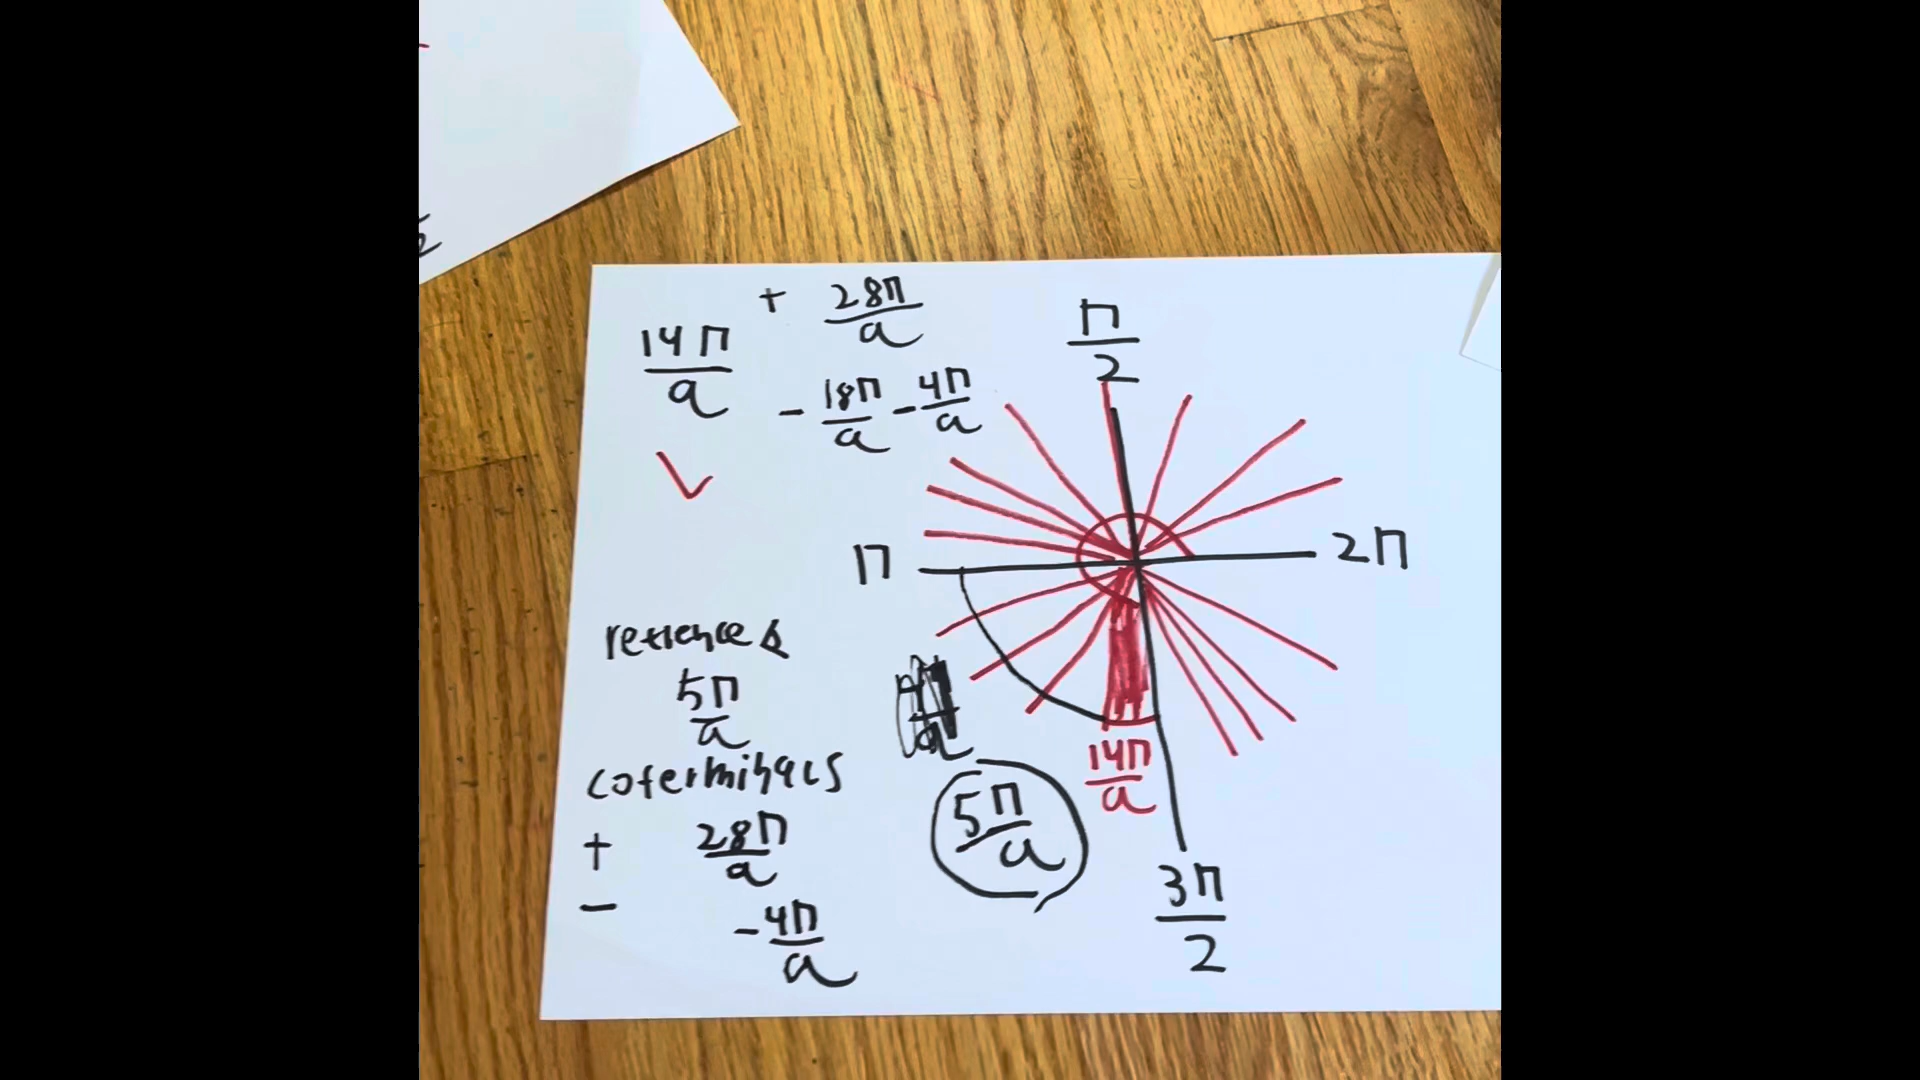 + 28π/9
14π/9
- 18π/9 - 4π/9
π/2
π
2π
refrence ∠
5π/9
coterminals
+ 28π/9
- -4π/9
14π/9
5π/9
3π/2